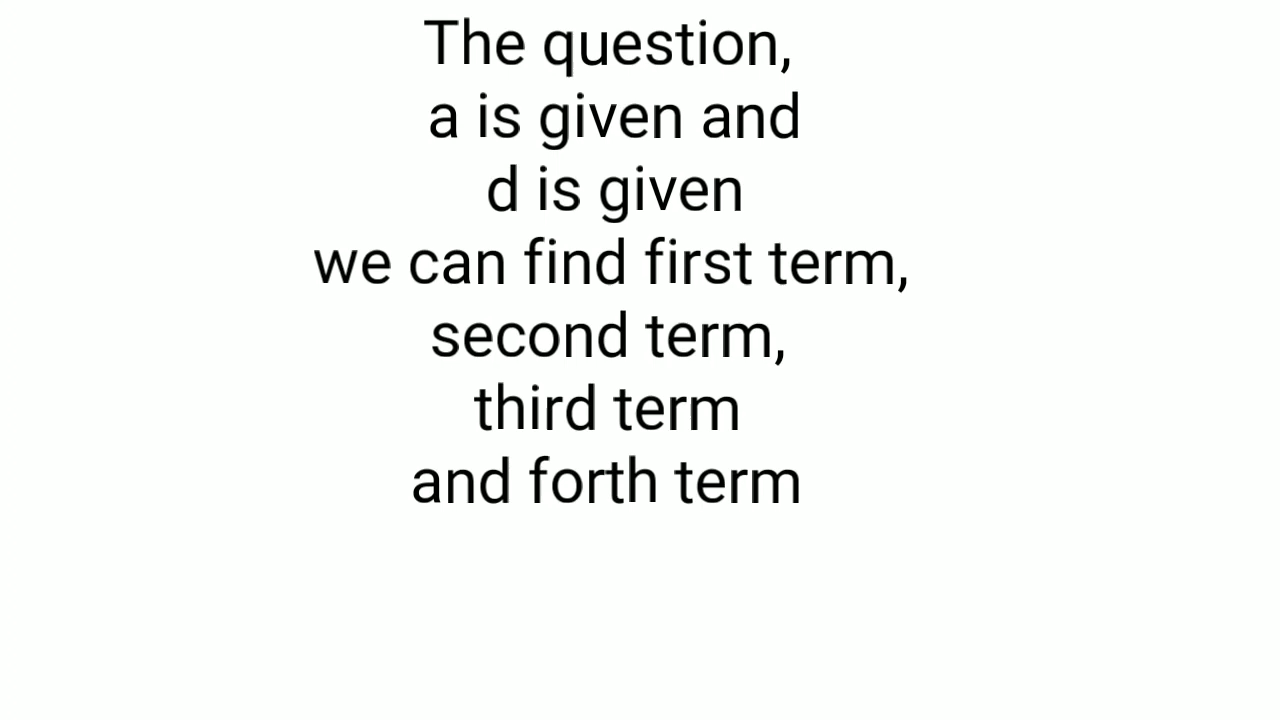 The question,
a is given and
d is given
we can find first term,
second term,
third term
and forth term